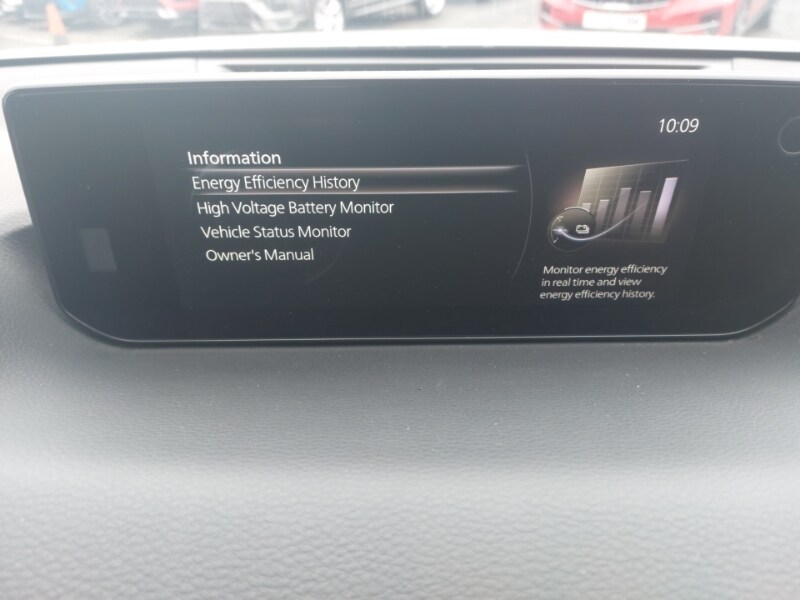 10:09
Information
Energy Efficiency History
High Voltage Battery Monitor
Vehicle Status Monitor
Owner's Manual
Monitor energy efficiency
in real time and view
energy efficiency history.